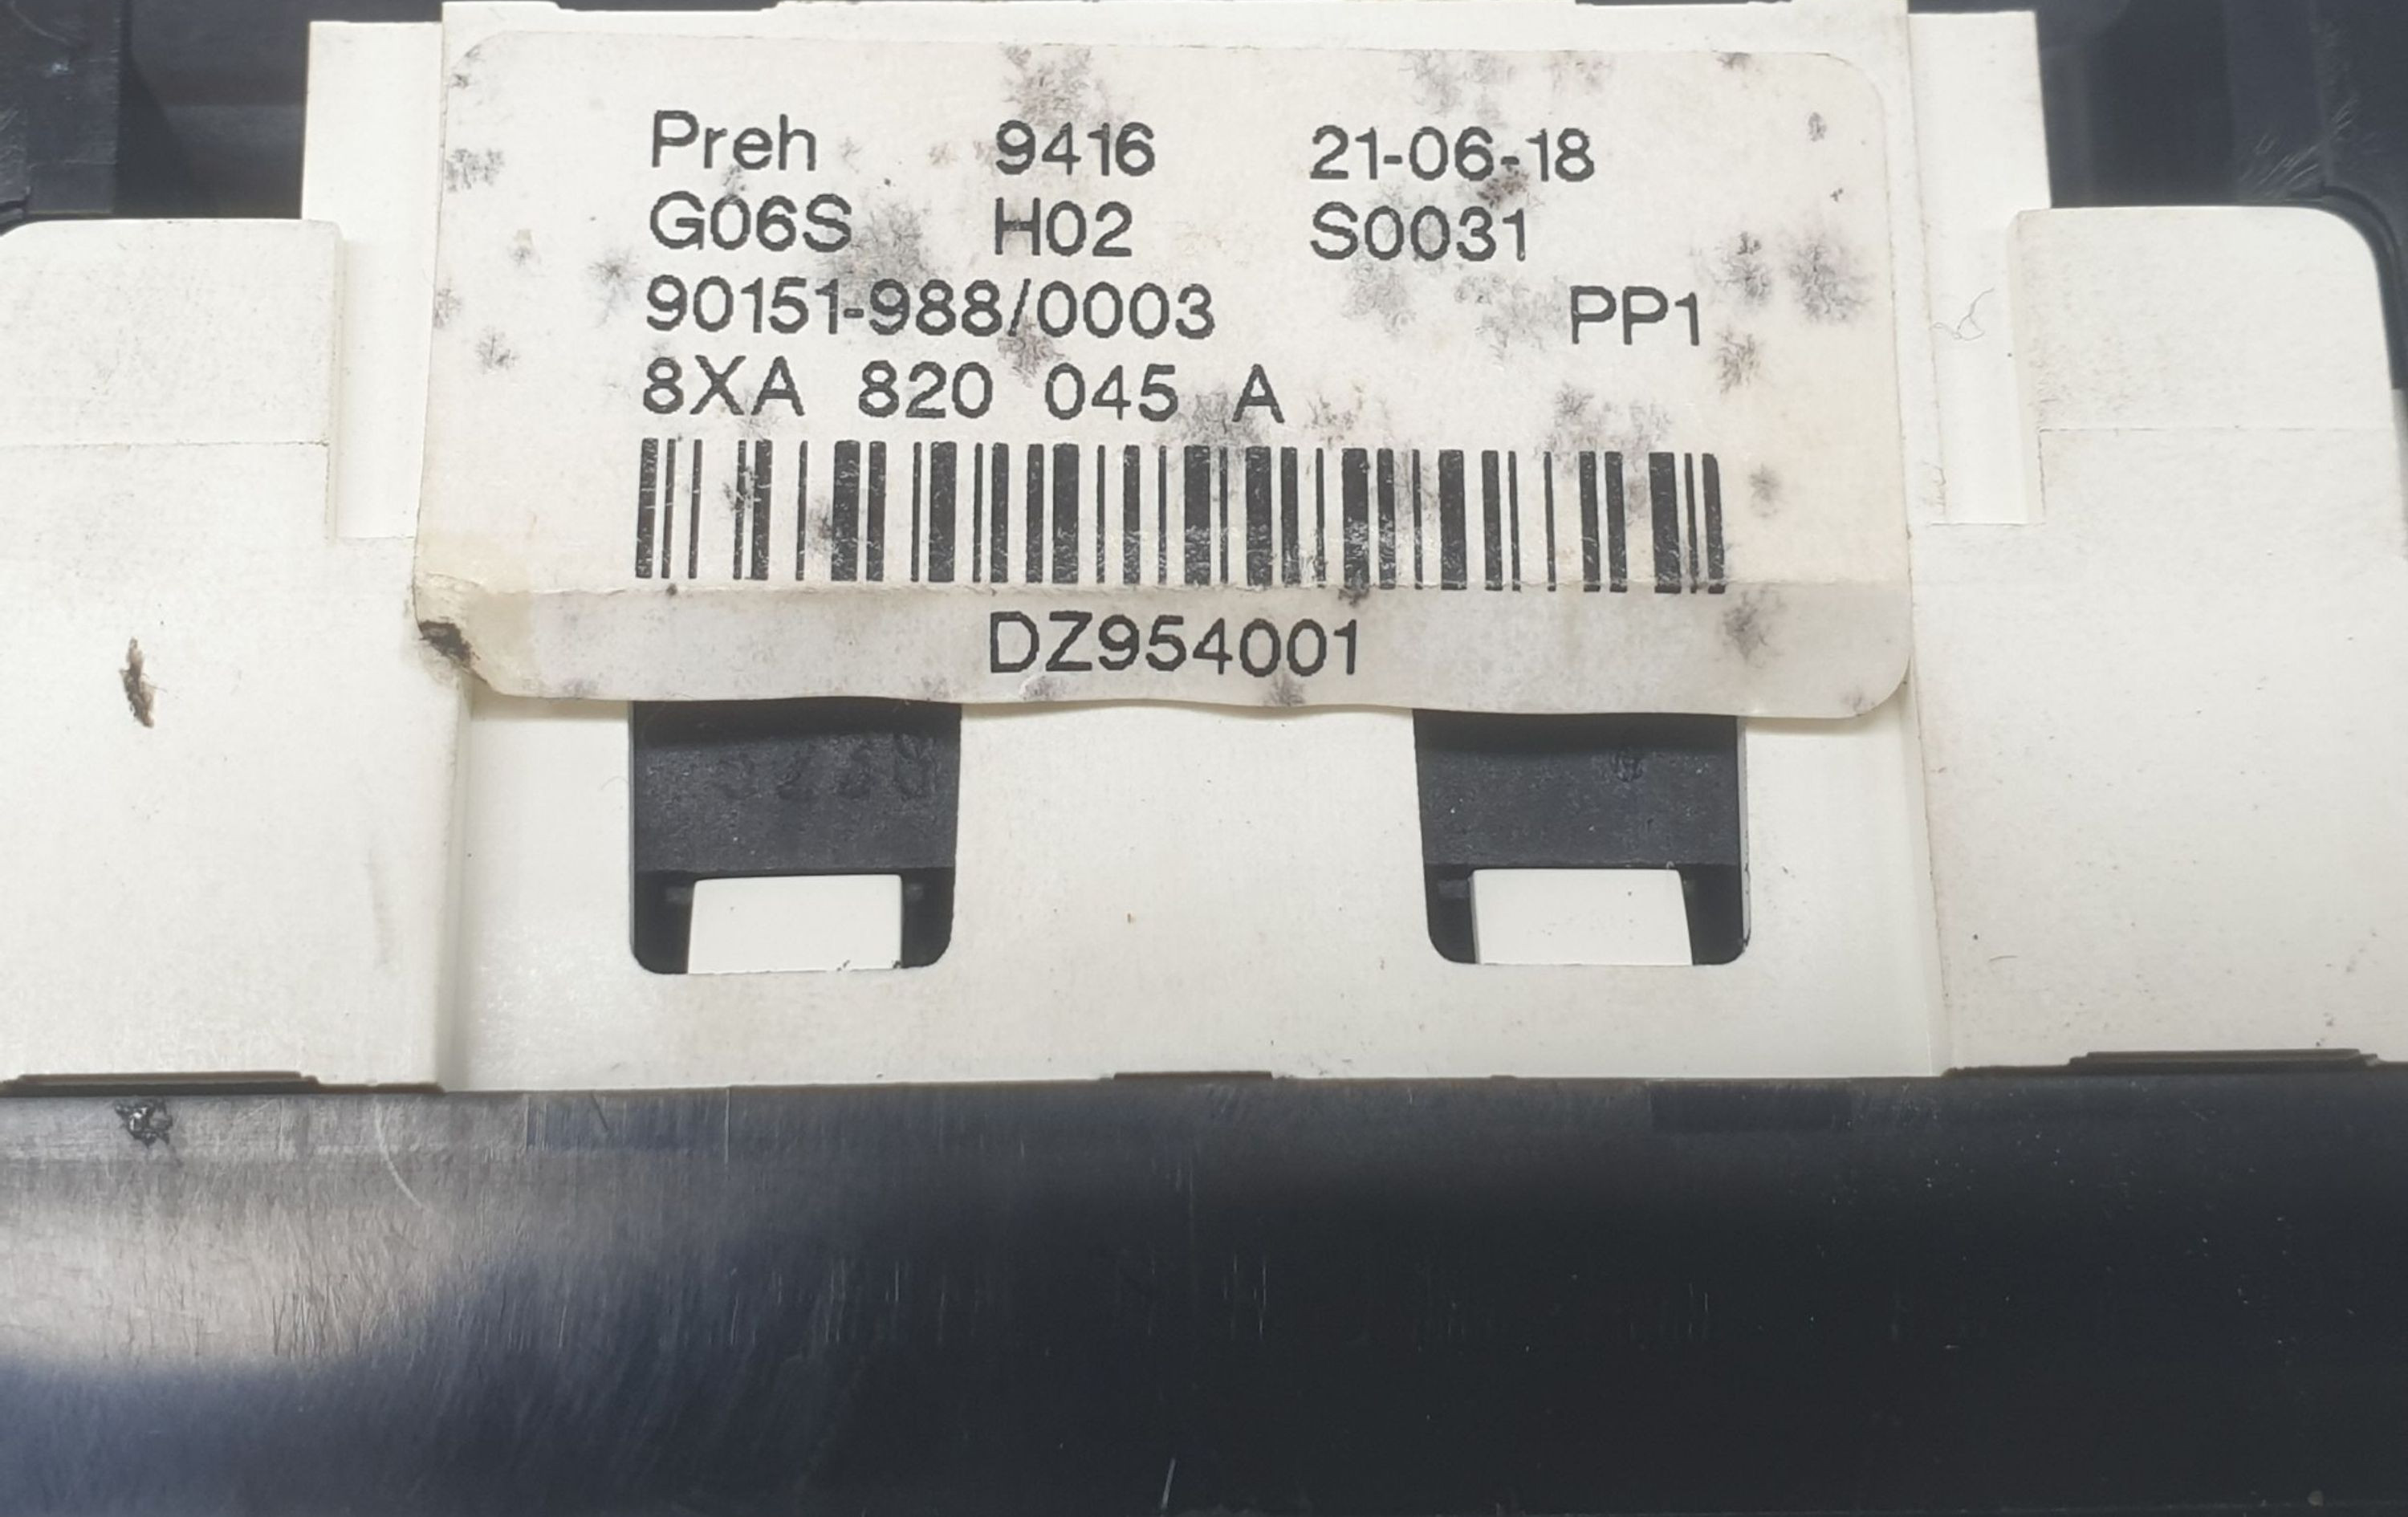 Preh 9416 21-06-18
G06S H02 S0031
90151-988/0003 PP1
8XA 820 045 A
DZ954001